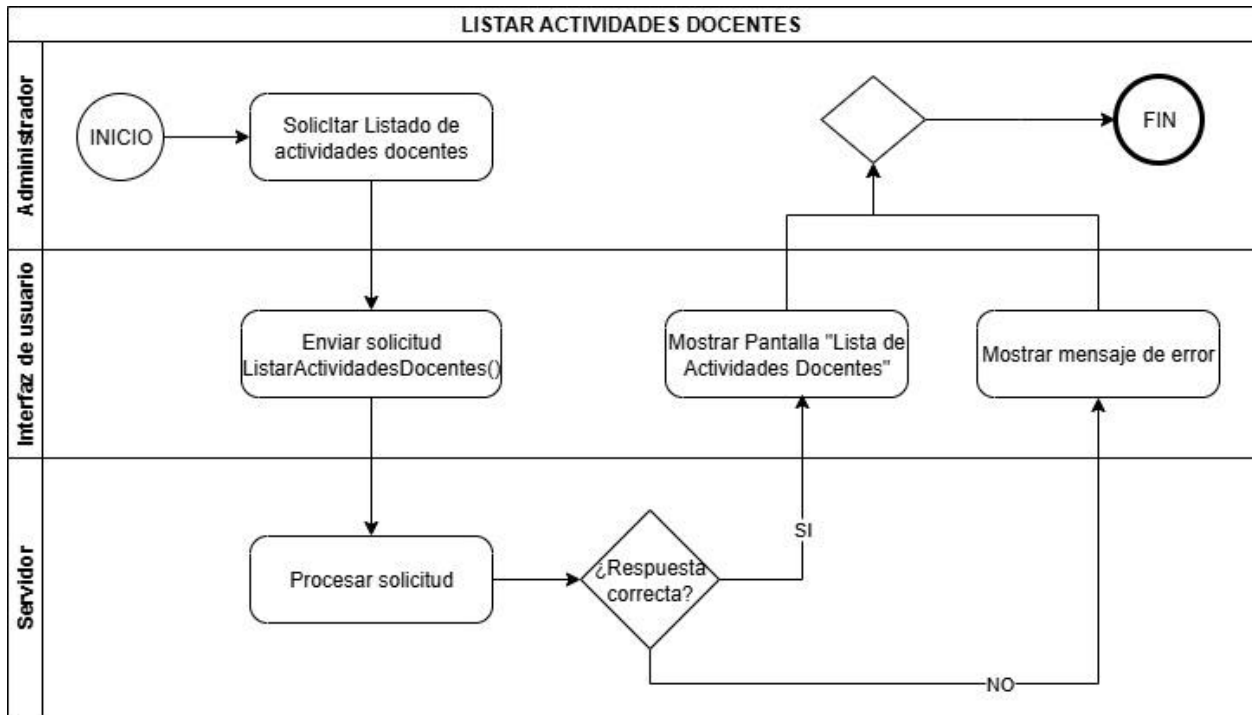 LISTAR ACTIVIDADES DOCENTES
Administrador
INICIO
Solicltar Listado de
actividades docentes
FIN
Interfaz de usuario
Enviar solicitud
ListarActividadesDocentes()
Mostrar Pantalla "Lista de
Actividades Docentes"
Mostrar mensaje de error
Servidor
Procesar solicitud
¿Respuesta
correcta?
SI
NO